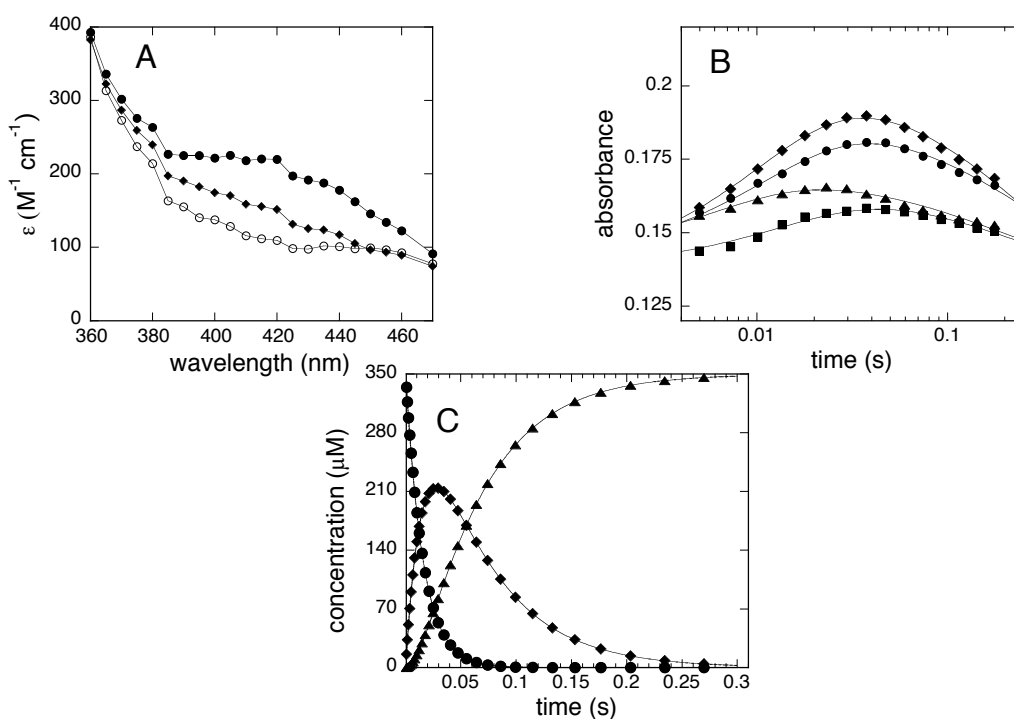 A
400
300
200
100
0
ε (M⁻¹ cm⁻¹)
360 380 400 420 440 460
wavelength (nm)
B
0.2
0.175
0.15
0.125
absorbance
0.01 0.1
time (s)
C
350
280
210
140
70
0
concentration (μM)
0.05 0.1 0.15 0.2 0.25 0.3
time (s)